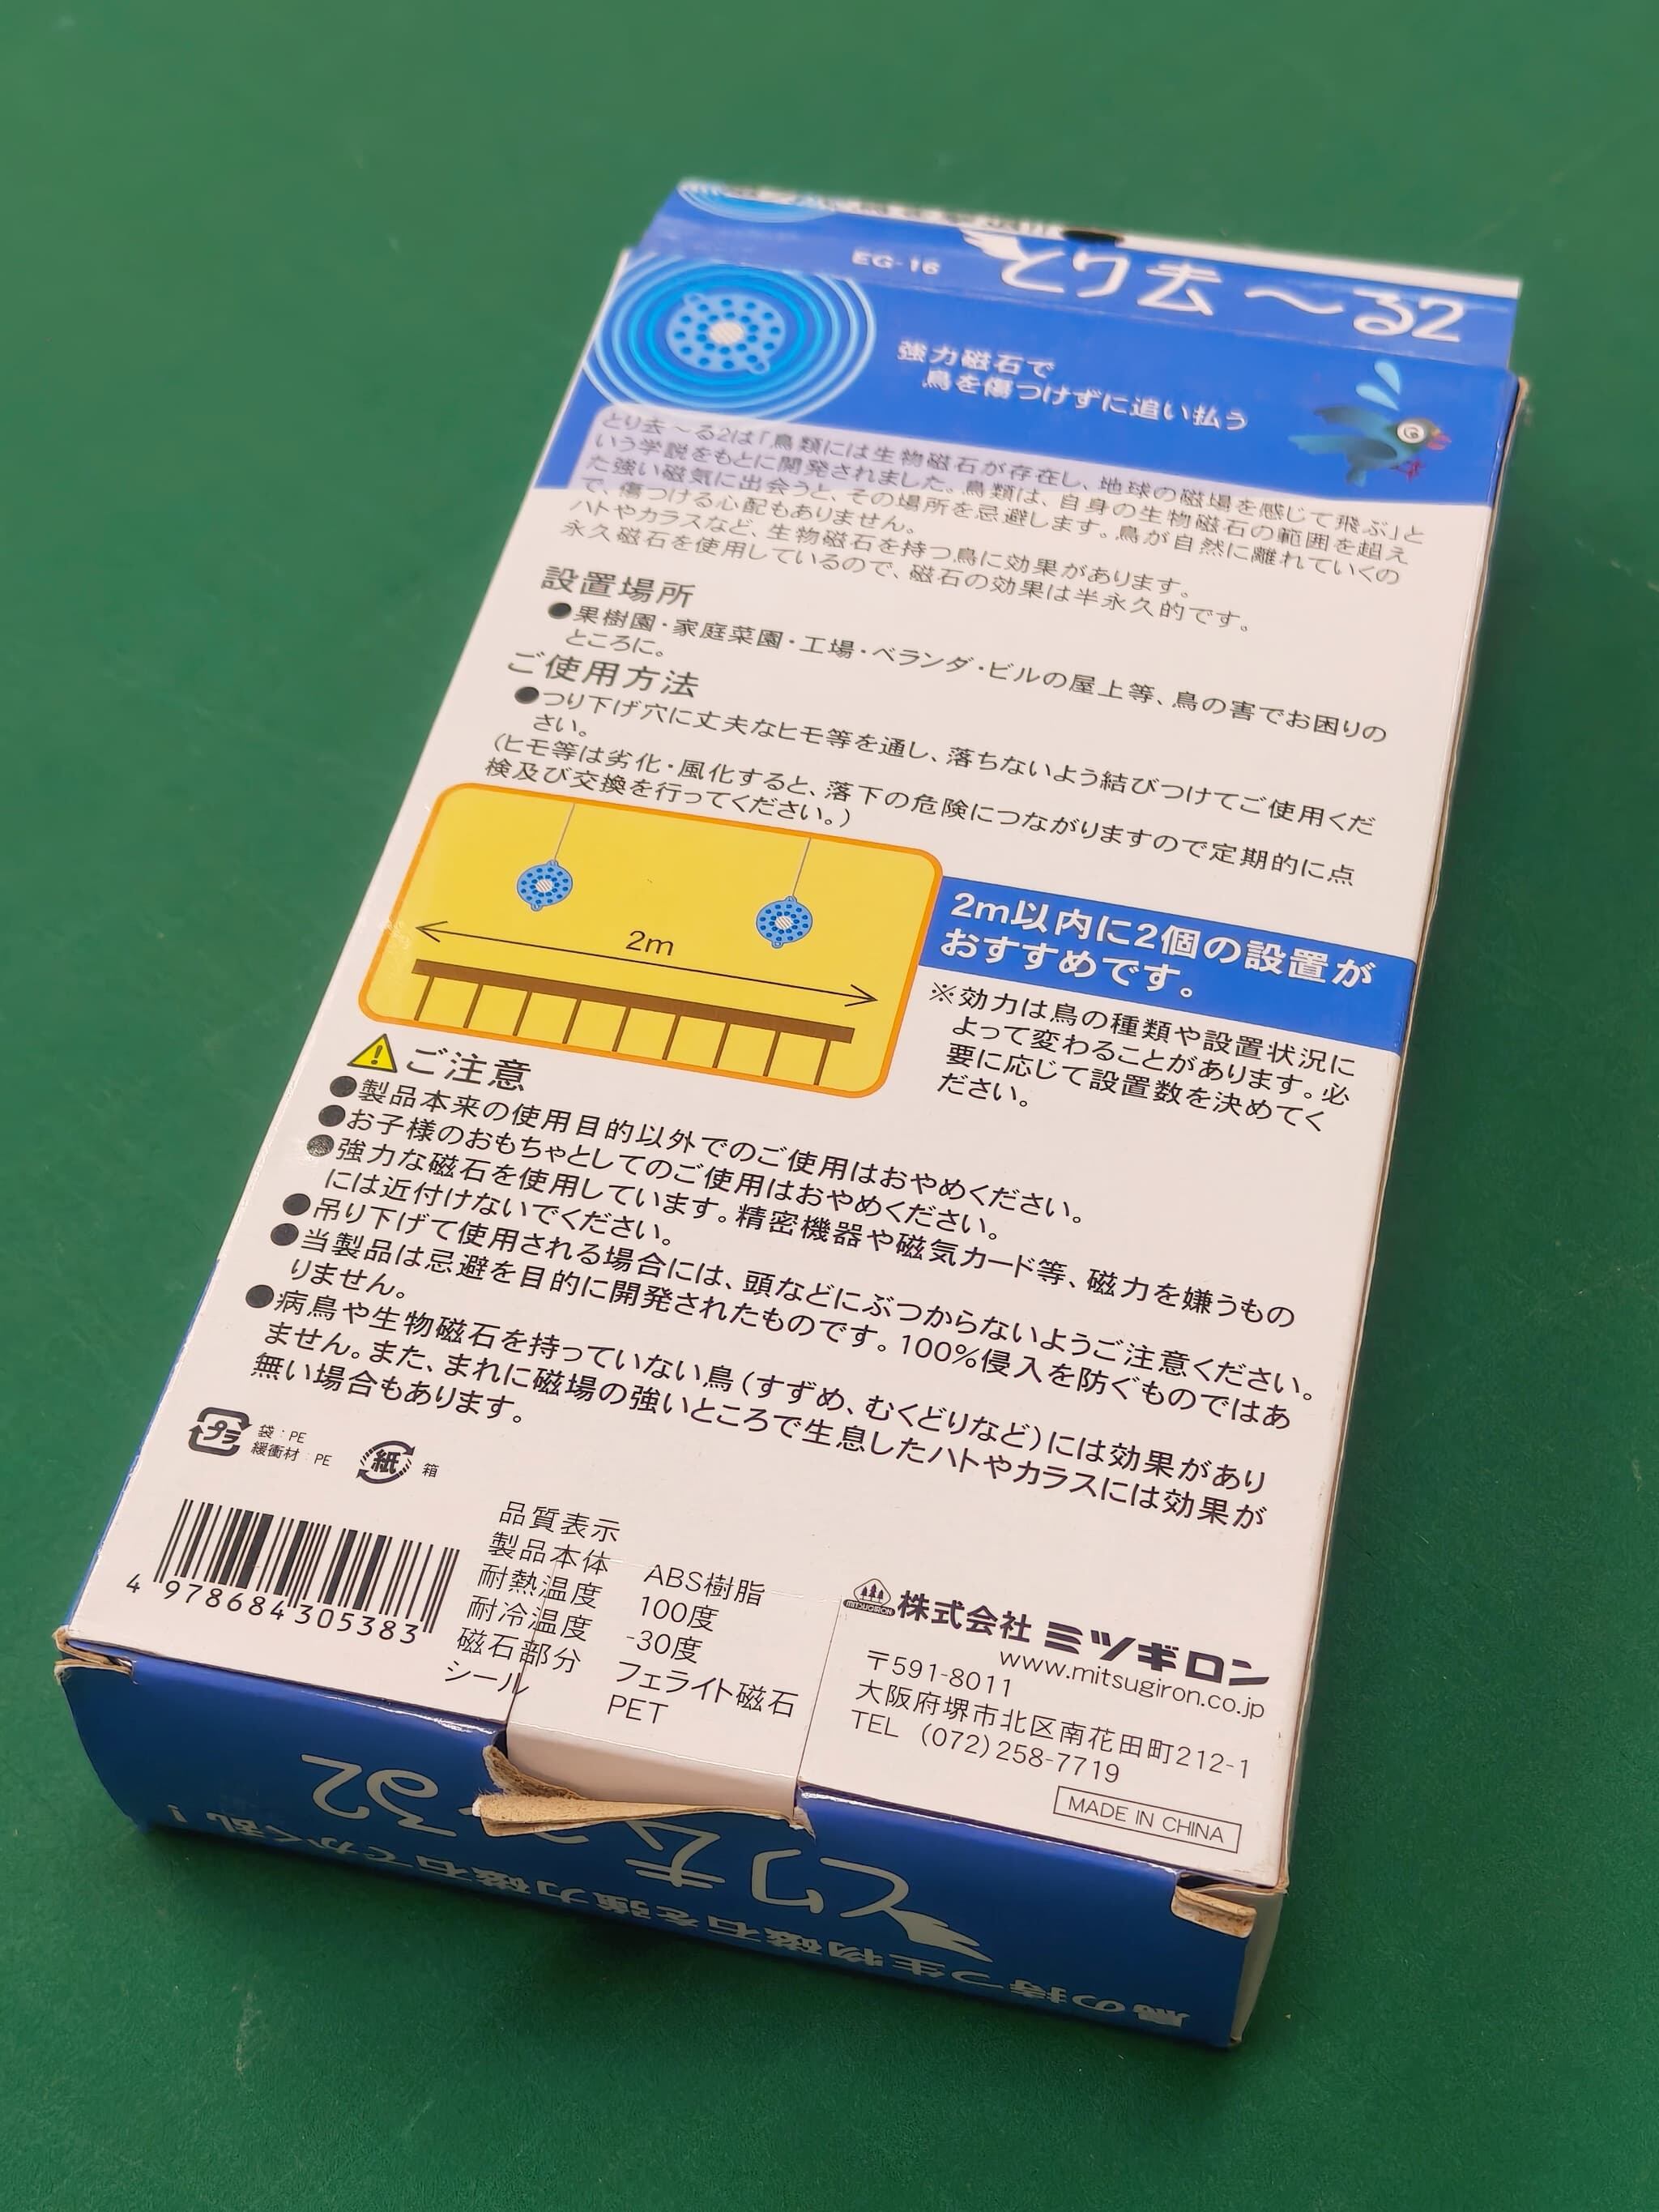 EG-16
とり去～る2
強力磁石で
鳥を傷つけずに追い払う
とり去～る2は「鳥類には生物磁石が存在し、地球の磁場を感じて飛ぶ」と
いう学説をもとに開発されました。鳥類は、自身の生物磁石の範囲を超え
た強い磁気に出会うと、その場所を忌避します。鳥が自然に離れていくの
で、傷つける心配もありません。
ハトやカラスなど、生物磁石を持つ鳥に効果があります。
永久磁石を使用しているので、磁石の効果は半永久的です。
設置場所
●果樹園・家庭菜園・工場・ベランダ・ビルの屋上等、鳥の害でお困りの
ところに。
ご使用方法
●つり下げ穴に丈夫なヒモ等を通し、落ちないよう結びつけてご使用くだ
さい。
(ヒモ等は劣化・風化すると、落下の危険につながりますので定期的に点
検及び交換を行ってください。)
2m
2m以内に2個の設置が
おすすめです。
※効力は鳥の種類や設置状況に
よって変わることがあります。必
要に応じて設置数を決めてく
ださい。
ご注意
●製品本来の使用目的以外でのご使用はおやめください。
●お子様のおもちゃとしてのご使用はおやめください。
●強力な磁石を使用しています。精密機器や磁気カード等、磁力を嫌うもの
には近付けないでください。
●吊り下げて使用される場合には、頭などにぶつからないようご注意ください。
●当製品は忌避を目的に開発されたものです。100%侵入を防ぐものではあ
りません。
●病鳥や生物磁石を持っていない鳥(すずめ、むくどりなど)には効果があり
ません。また、まれに磁場の強いところで生息したハトやカラスには効果が
無い場合もあります。
プラ
袋：PE
緩衝材：PE
紙
箱
4 978684 305383
品質表示
製品本体 ABS樹脂
耐熱温度 100度
耐冷温度 -30度
磁石部分 フェライト磁石
シール PET
MITSUGIRON
株式会社 ミツギロン
www.mitsugiron.co.jp
〒591-8011
大阪府堺市北区南花田町212-1
TEL (072)258-7719
MADE IN CHINA
とり去～る2
鳥の持つ生物磁石を強力磁石でかく乱！